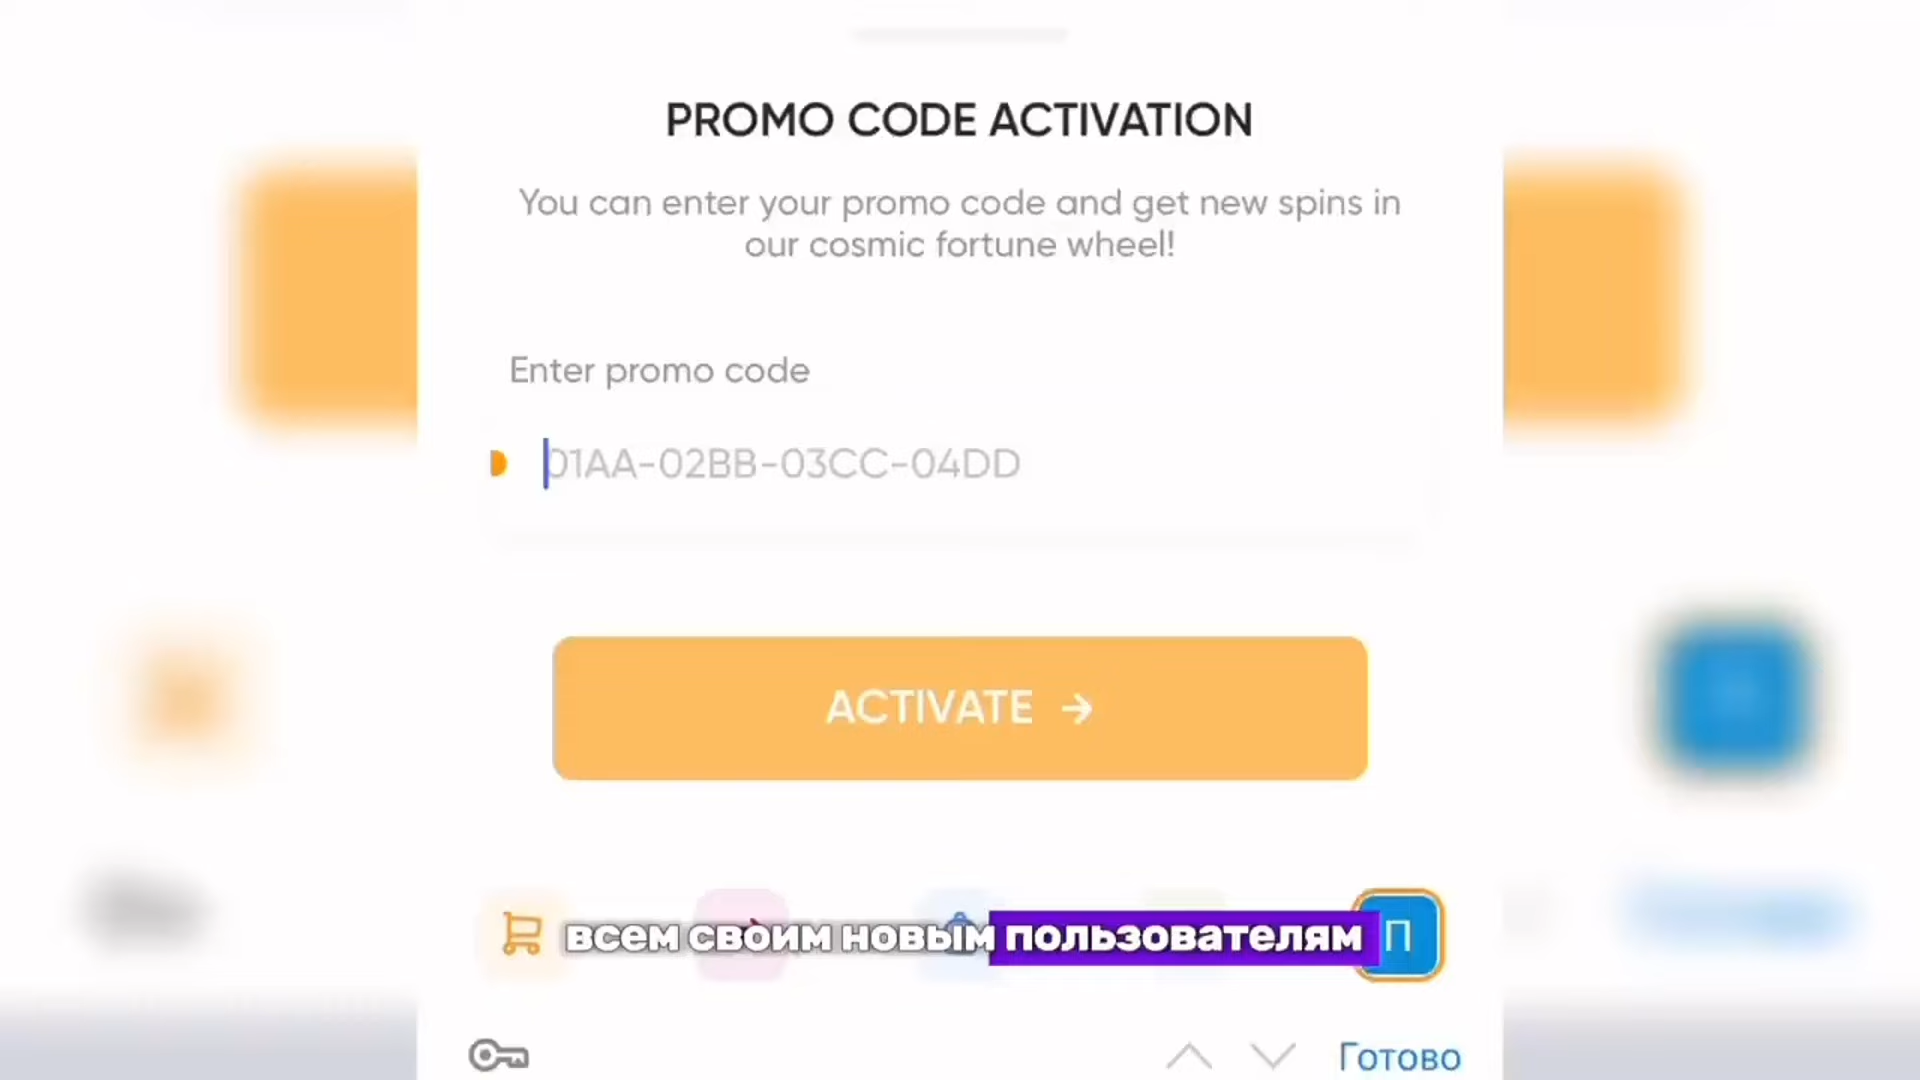 PROMO CODE ACTIVATION
You can enter your promo code and get new spins in
our cosmic fortune wheel!
Enter promo code
01AA-02BB-03CC-04DD
ACTIVATE →
всем своим новым пользователям
П
Готово